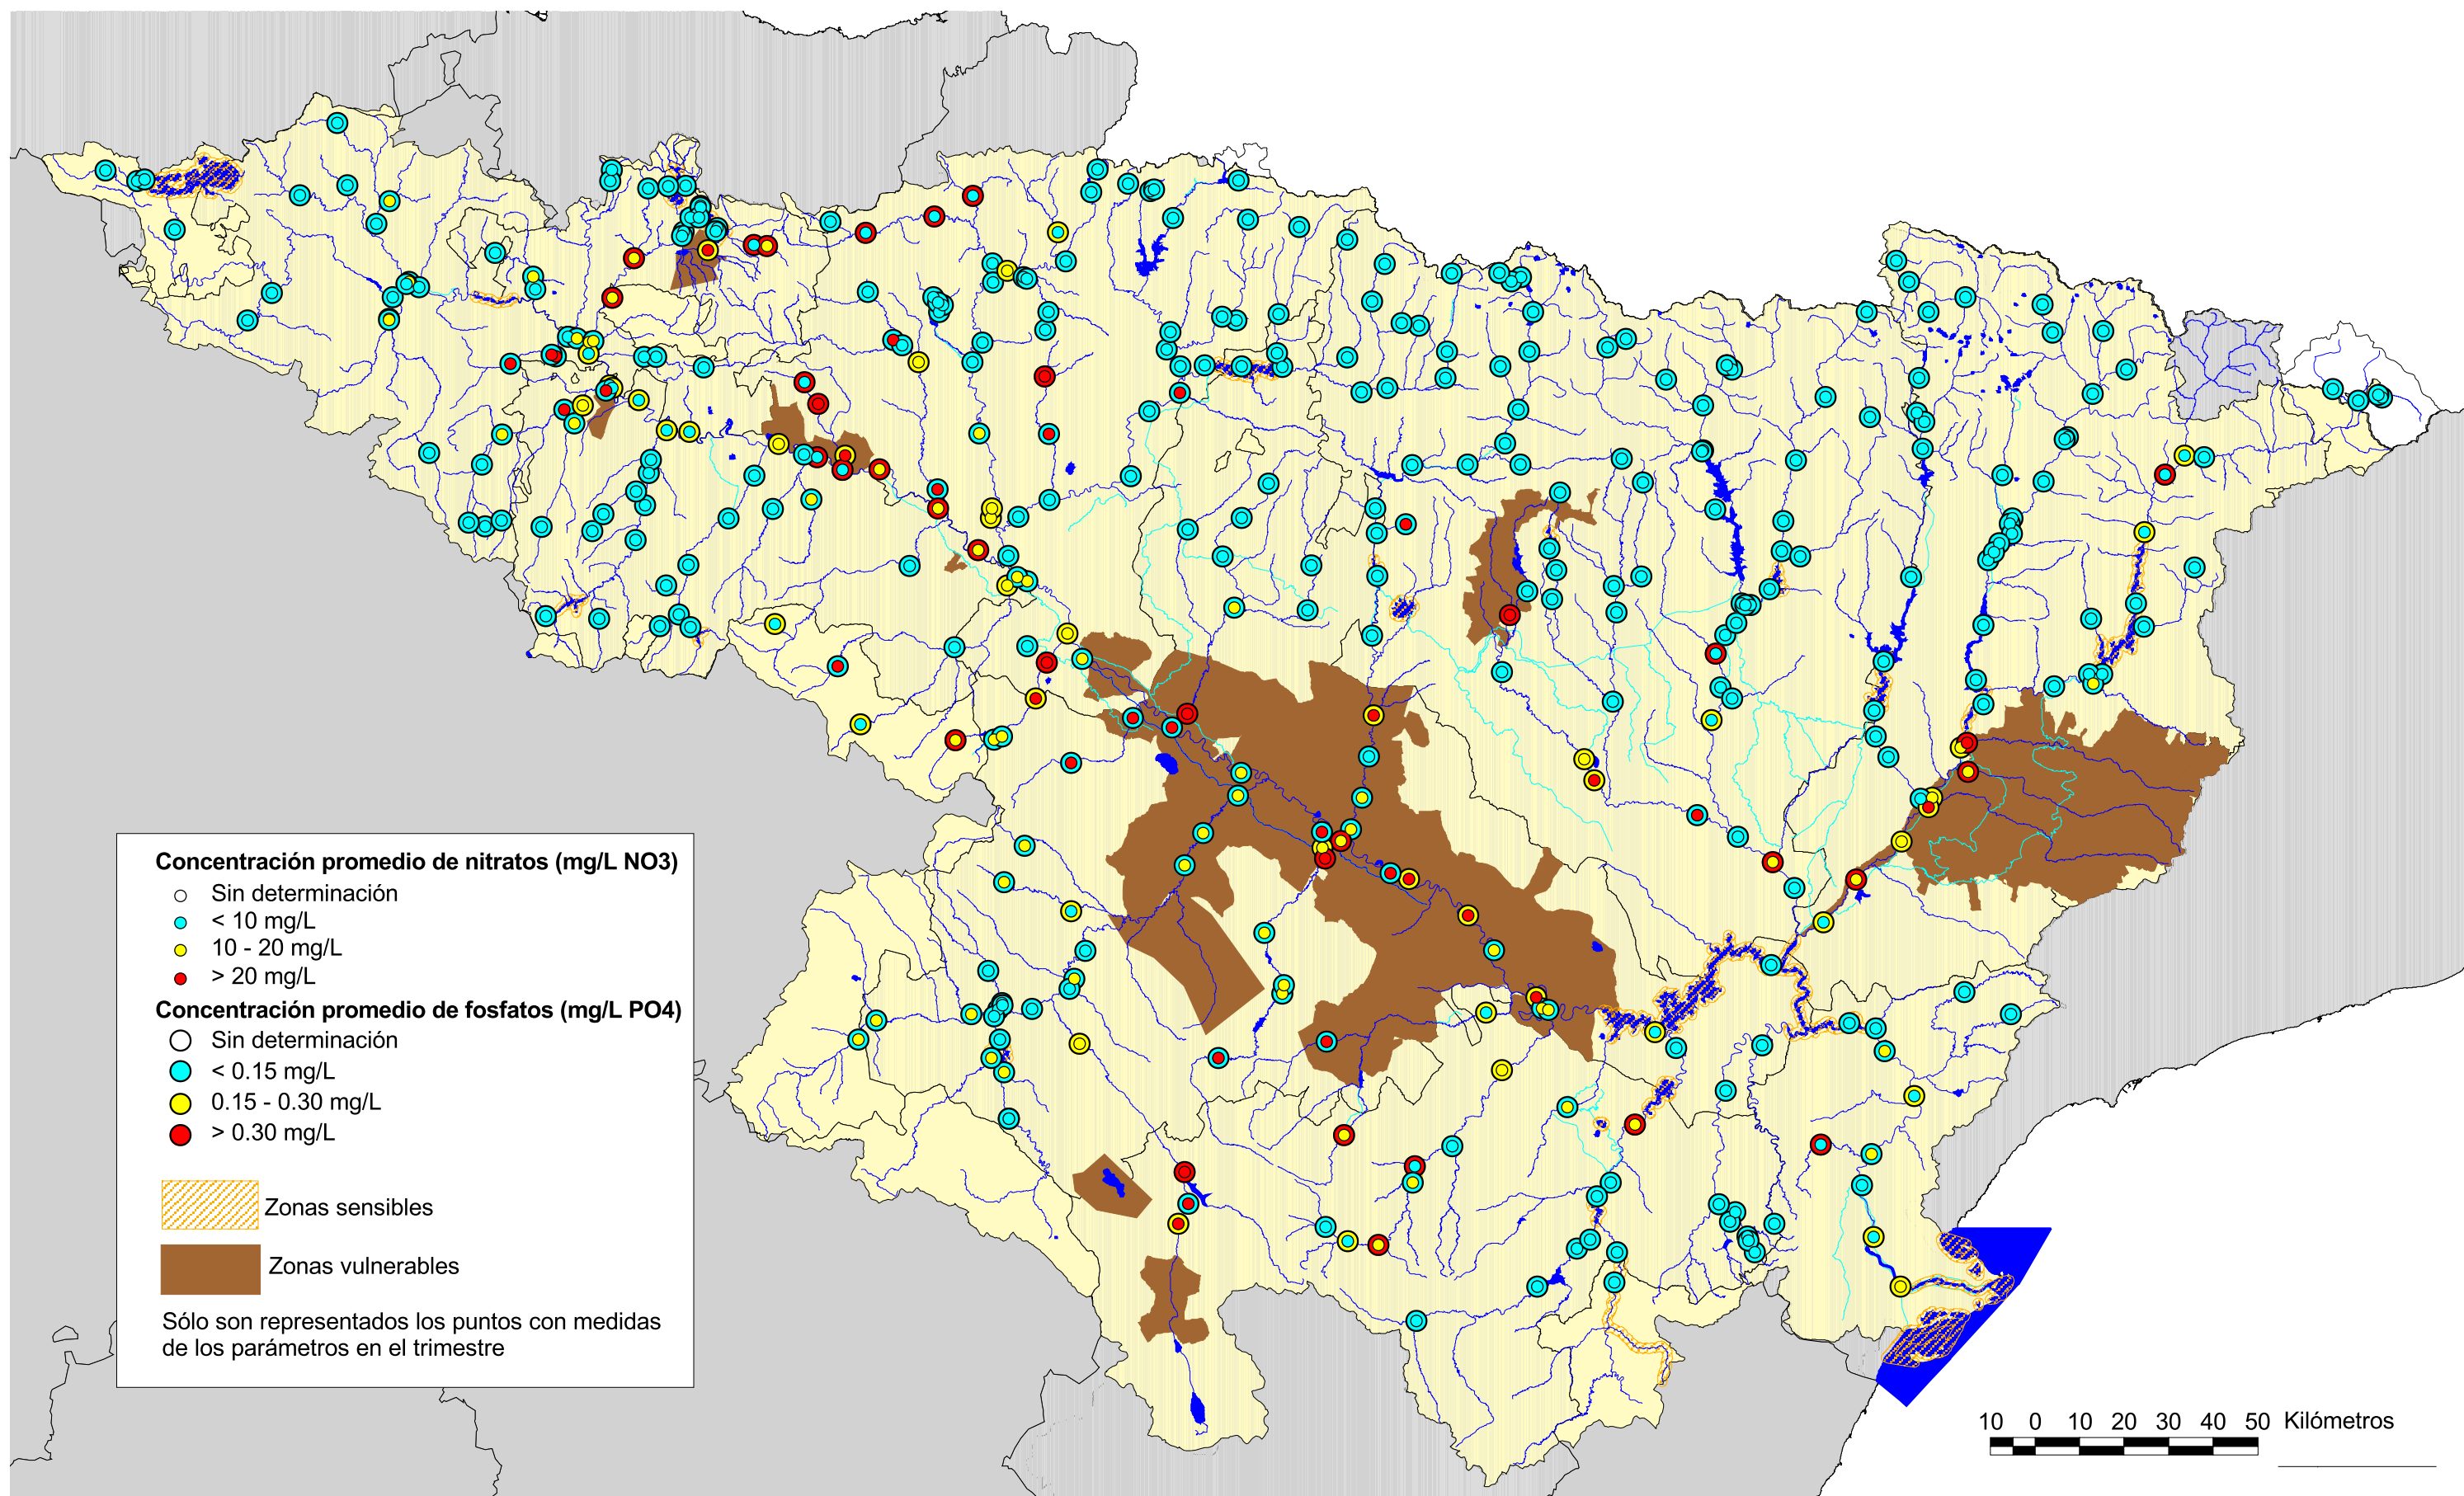 Concentración promedio de nitratos (mg/L NO3)
Sin determinación
< 10 mg/L
10 - 20 mg/L
> 20 mg/L
Concentración promedio de fosfatos (mg/L PO4)
Sin determinación
< 0.15 mg/L
0.15 - 0.30 mg/L
> 0.30 mg/L
Zonas sensibles
Zonas vulnerables
Sólo son representados los puntos con medidas
de los parámetros en el trimestre
10 0 10 20 30 40 50 Kilómetros